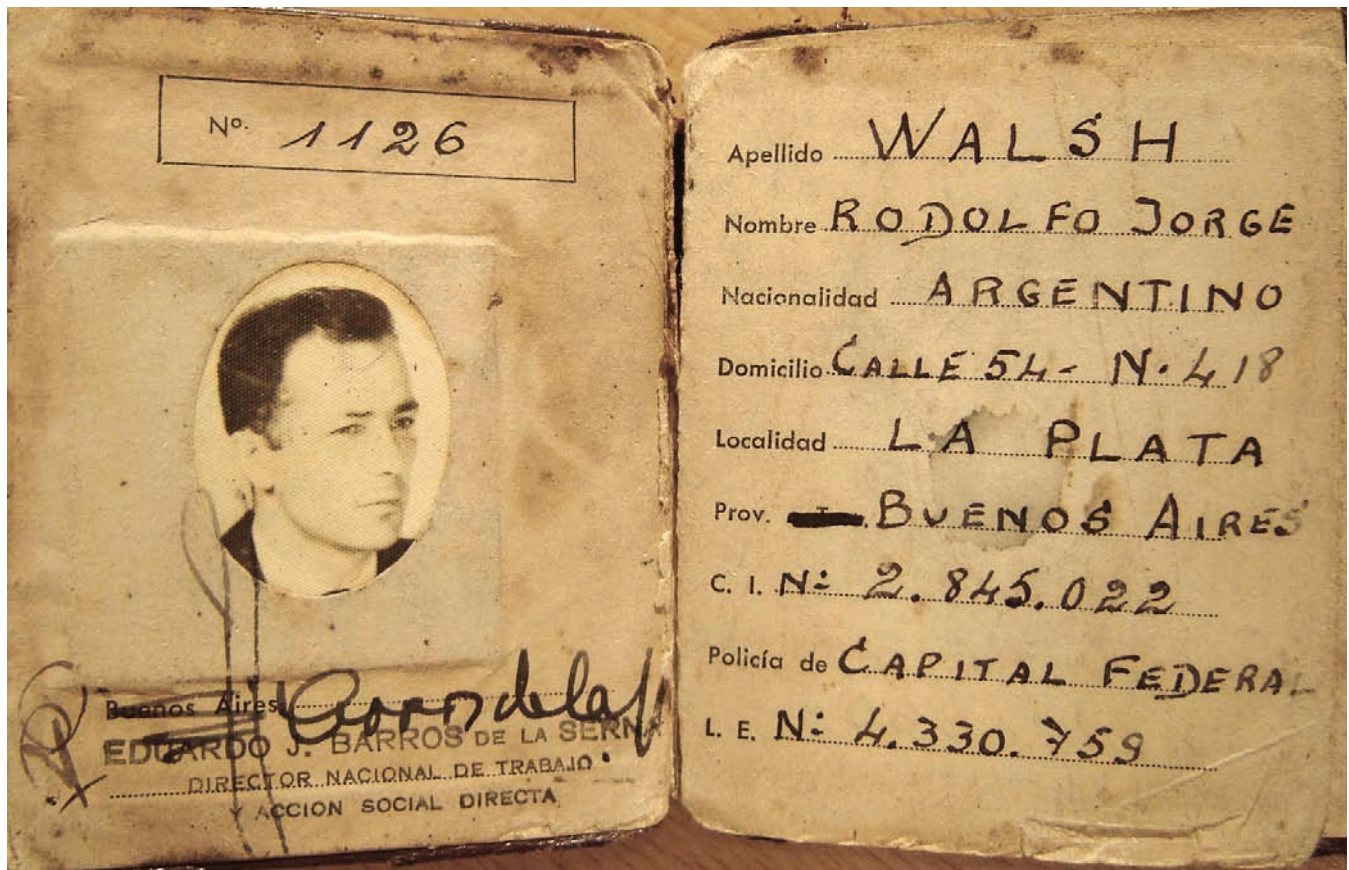 Nº. 1126
Buenos Aires,
EDUARDO J. BARROS DE LA SERNA
DIRECTOR NACIONAL DE TRABAJO
Y ACCION SOCIAL DIRECTA
Apellido WALSH
Nombre RODOLFO JORGE
Nacionalidad ARGENTINO
Domicilio CALLE 54 - N. 418
Localidad LA PLATA
Prov. BUENOS AIRES
C. I. Nº 2.845.022
Policía de CAPITAL FEDERAL
L. E. Nº 4.330.759